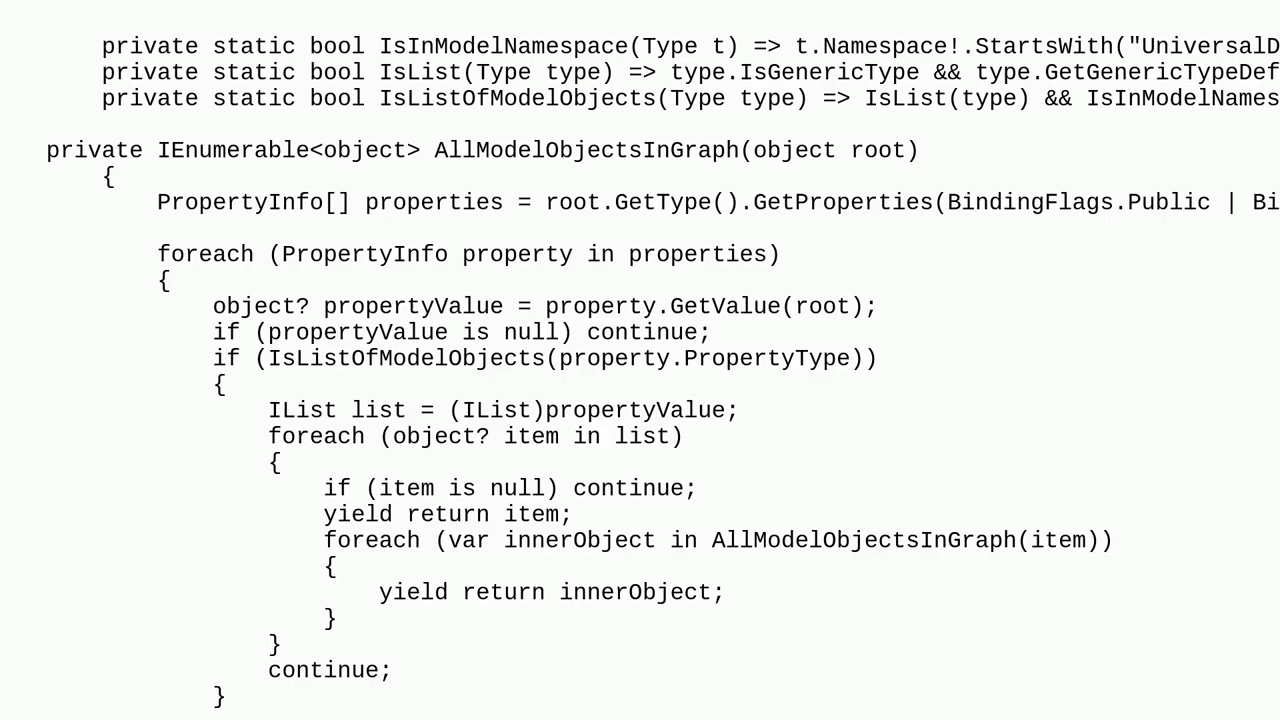 private static bool IsInModelNamespace(Type t) => t.Namespace!.StartsWith("UniversalD
private static bool IsList(Type type) => type.IsGenericType && type.GetGenericTypeDef
private static bool IsListOfModelObjects(Type type) => IsList(type) && IsInModelNames
private IEnumerable<object> AllModelObjectsInGraph(object root)
{
PropertyInfo[] properties = root.GetType().GetProperties(BindingFlags.Public | Bi
foreach (PropertyInfo property in properties)
{
object? propertyValue = property.GetValue(root);
if (propertyValue is null) continue;
if (IsListOfModelObjects(property.PropertyType))
{
IList list = (IList)propertyValue;
foreach (object? item in list)
{
if (item is null) continue;
yield return item;
foreach (var innerObject in AllModelObjectsInGraph(item))
{
yield return innerObject;
}
}
continue;
}